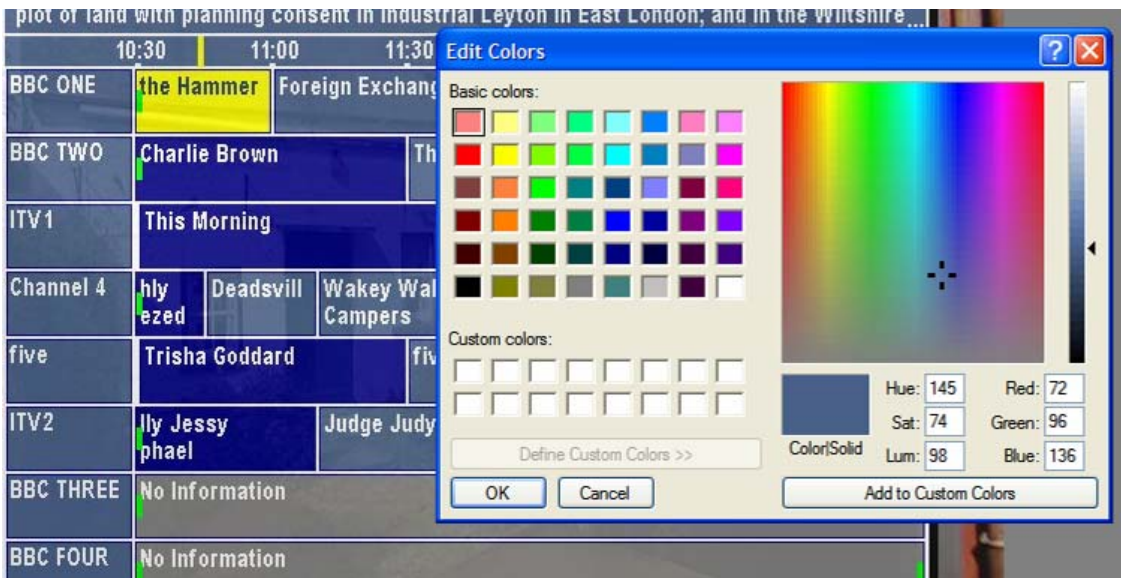 plot of land with planning consent in industrial Leyton in East London; and in the Wiltshire...
10:30 11:00 11:30
BBC ONE the Hammer Foreign Exchang
BBC TWO Charlie Brown Th
ITV1 This Morning
Channel 4 hly Deadsvill Wakey Wa
ezed Campers
five Trisha Goddard fiv
ITV2 lly Jessy Judge Judy
phael
BBC THREE No Information
BBC FOUR No Information
Edit Colors
Basic colors:
Custom colors:
Define Custom Colors >>
OK Cancel
Color|Solid
Hue: 145 Red: 72
Sat: 74 Green: 96
Lum: 98 Blue: 136
Add to Custom Colors